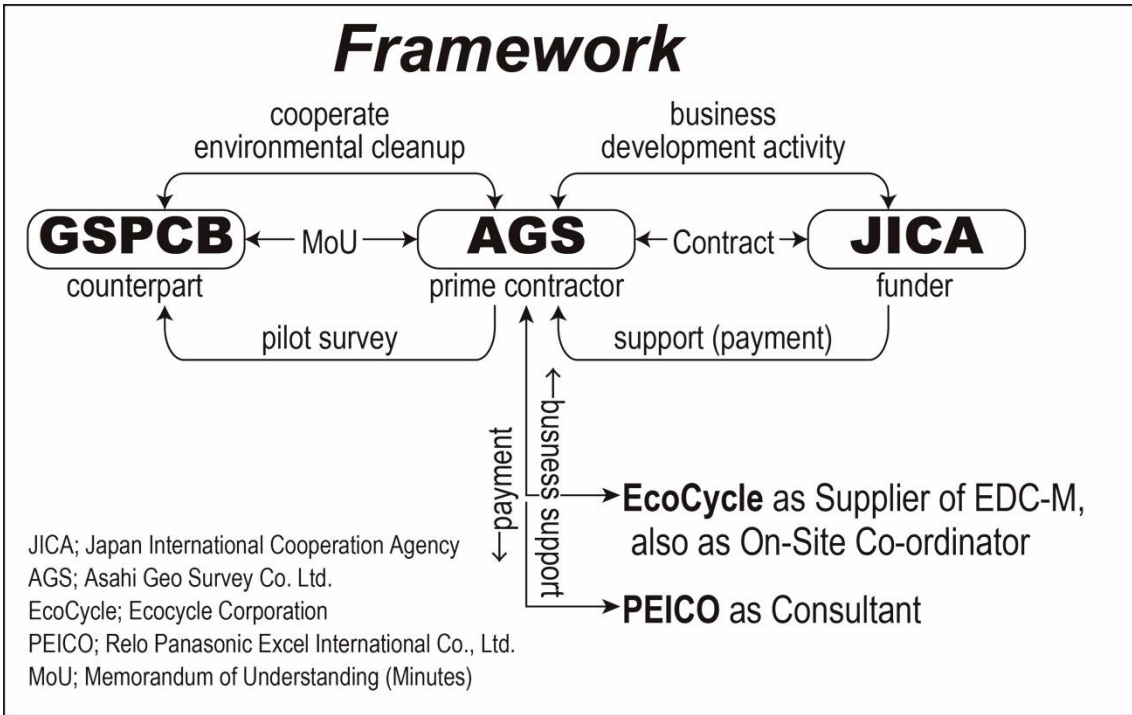 Framework
cooperate
environmental cleanup
business
development activity
GSPCB
MoU
AGS
Contract
JICA
counterpart
prime contractor
funder
pilot survey
support (payment)
←payment
←busness support→
EcoCycle as Supplier of EDC-M,
also as On-Site Co-ordinator
PEICO as Consultant
JICA; Japan International Cooperation Agency
AGS; Asahi Geo Survey Co. Ltd.
EcoCycle; Ecocycle Corporation
PEICO; Relo Panasonic Excel International Co., Ltd.
MoU; Memorandum of Understanding (Minutes)